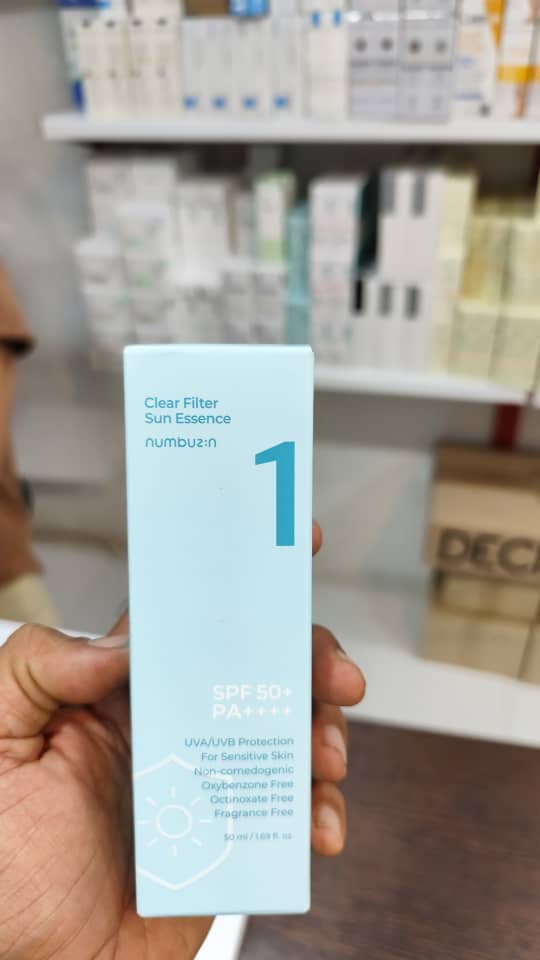 Clear Filter
Sun Essence
numbuz:n
1
SPF 50+
PA++++
UVA/UVB Protection
For Sensitive Skin
Non-comedogenic
Oxybenzone Free
Octinoxate Free
Fragrance Free
50 ml / 1.69 fl. oz